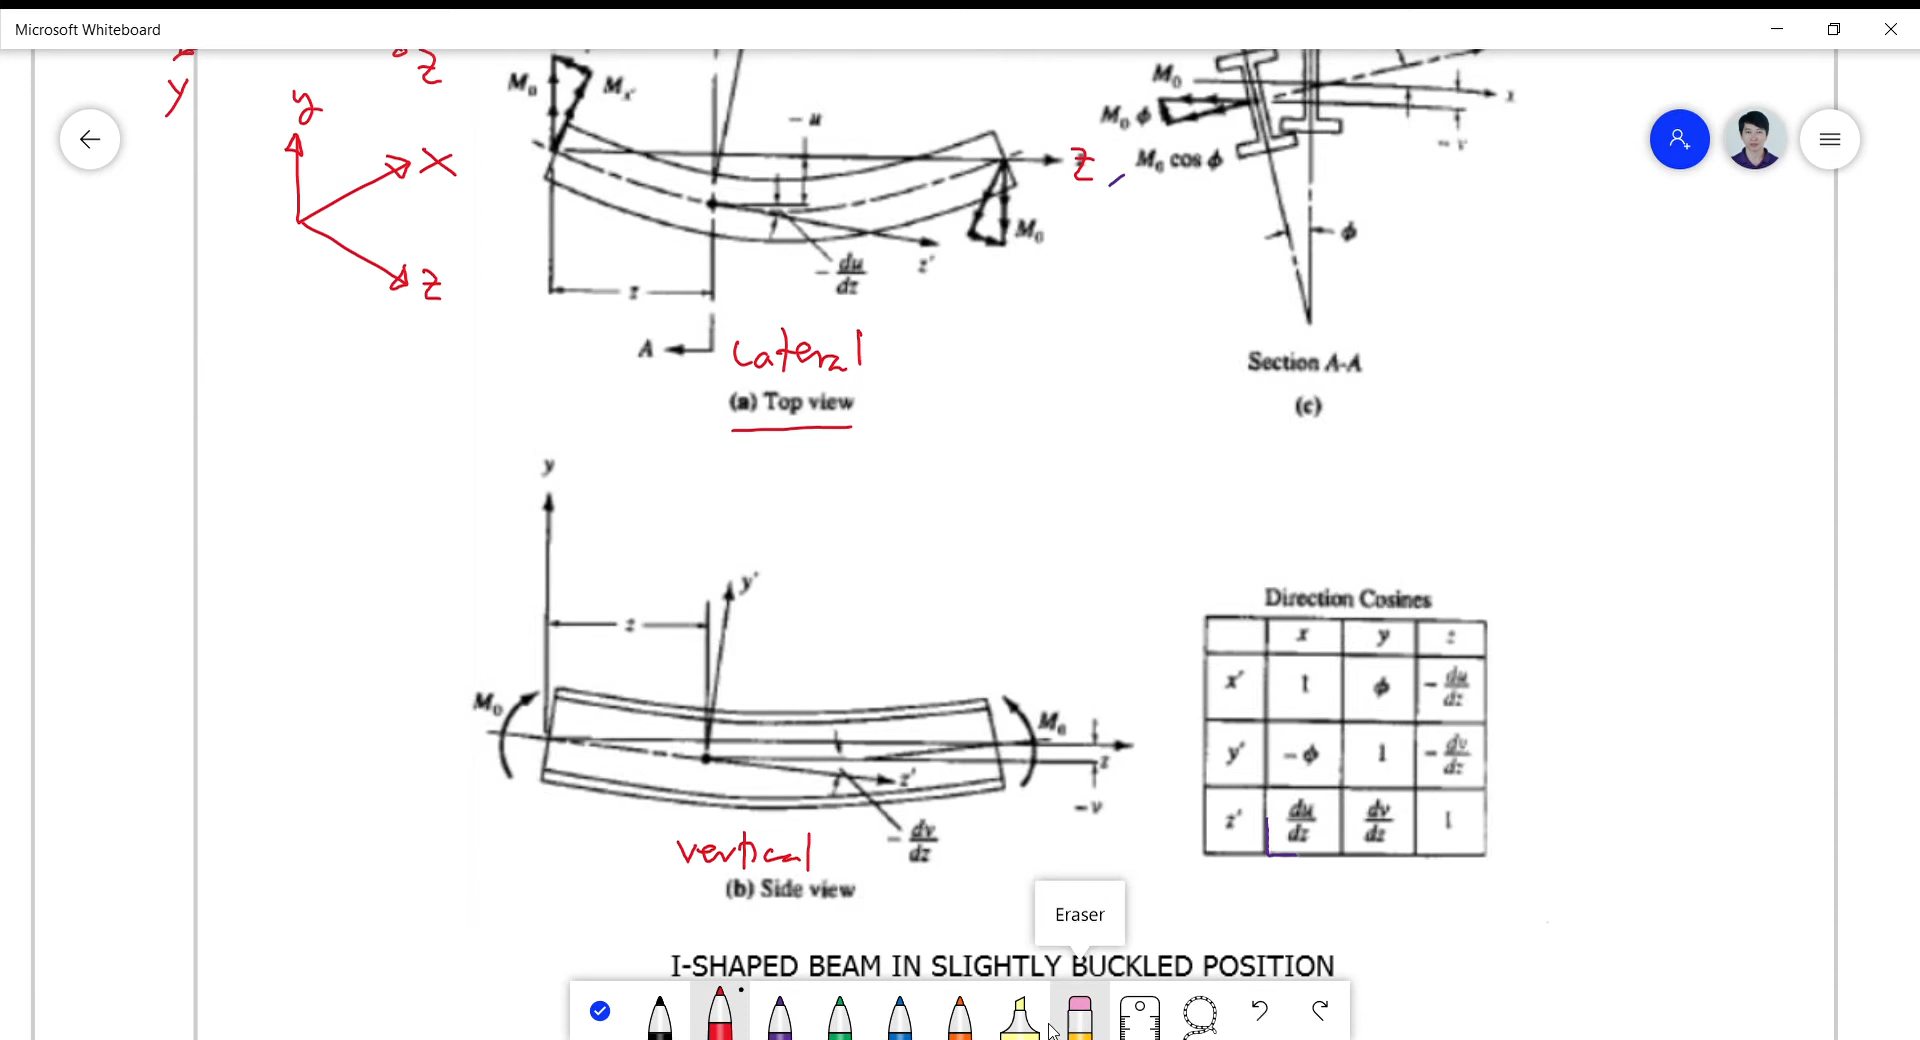 Microsoft Whiteboard
y
z
y
x
z
M₀
Mx'
- u
z
- du/dz
z'
z
A
Lateral
(a) Top view
M₀
M₀
M₀ ϕ
M₀ cos ϕ
x
- v
ϕ
Section A-A
(c)
y
y'
z
M₀
M₀
z
z'
- v
- dv/dz
vertical
(b) Side view
Direction Cosines
x y z
x' 1 ϕ - du/dz
y' - ϕ 1 - dv/dz
z' du/dz dv/dz 1
Eraser
I-SHAPED BEAM IN SLIGHTLY BUCKLED POSITION